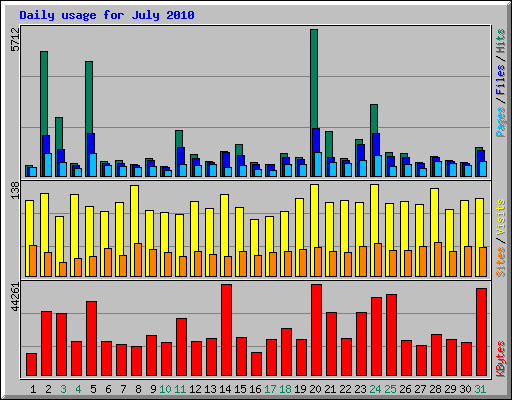 Daily usage for July 2010
5712
Pages / Files / Hits
138
Sites / Visits
44261
KBytes
1 2 3 4 5 6 7 8 9 10 11 12 13 14 15 16 17 18 19 20 21 22 23 24 25 26 27 28 29 30 31